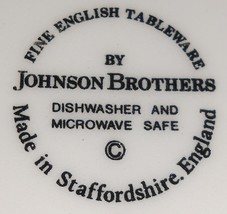 FINE ENGLISH TABLEWARE
BY
JOHNSON BROTHERS
DISHWASHER AND
MICROWAVE SAFE
©
Made in Staffordshire. England